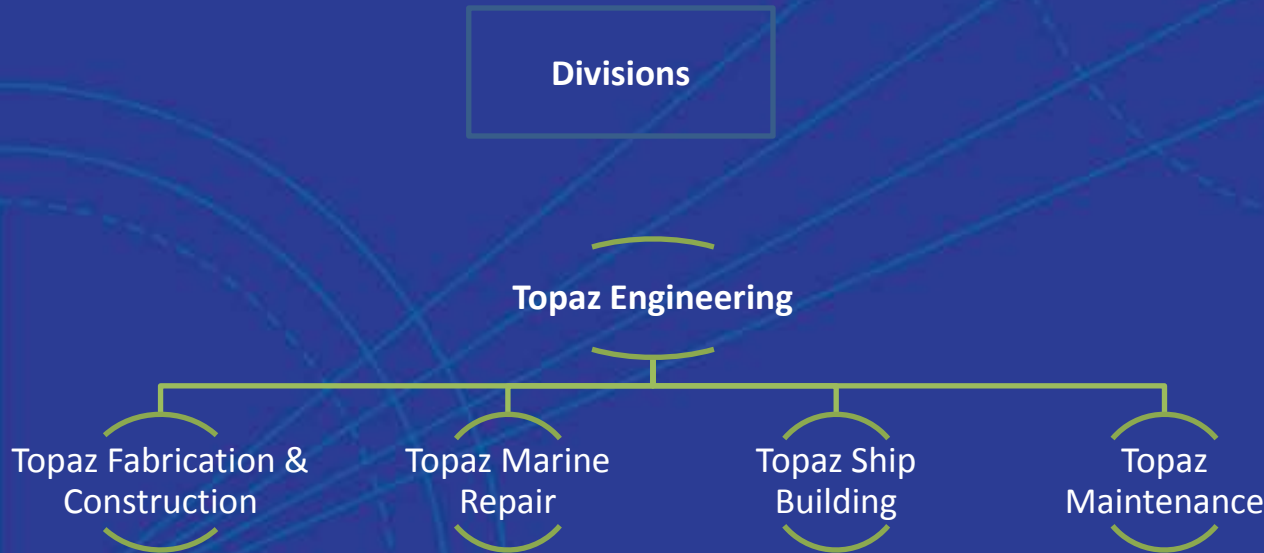 Divisions
Topaz Engineering
Topaz Fabrication &
Construction
Topaz Marine
Repair
Topaz Ship
Building
Topaz
Maintenance